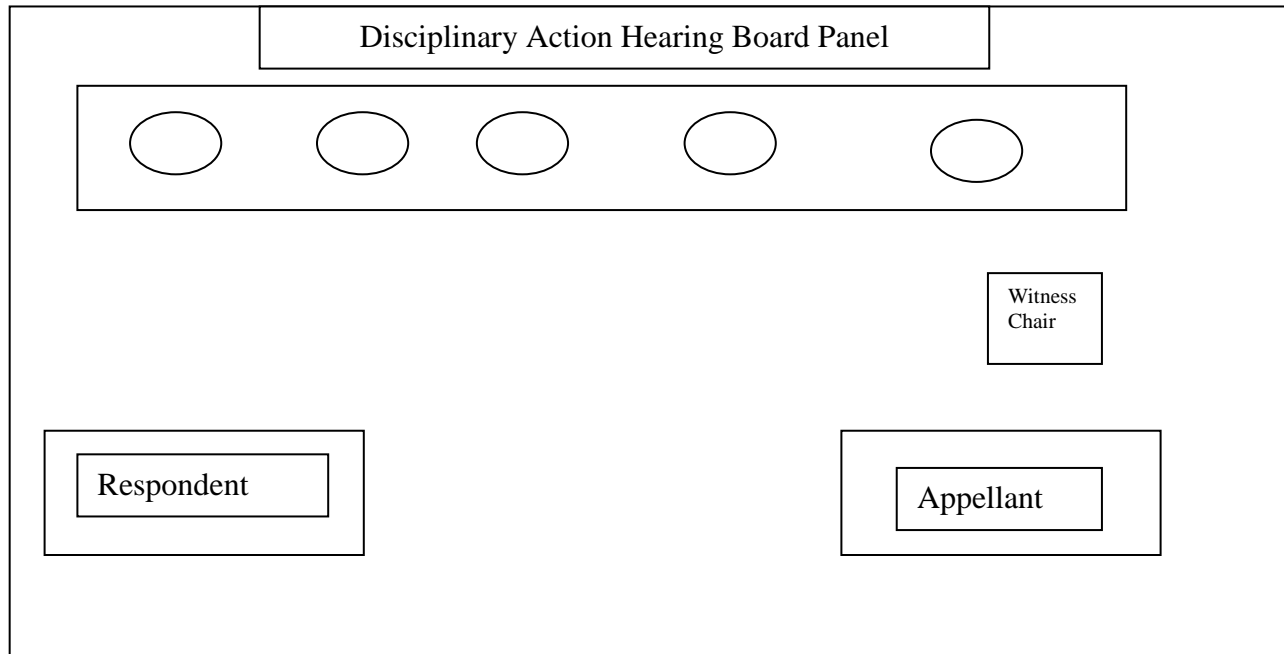 Disciplinary Action Hearing Board Panel
Witness
Chair
Respondent
Appellant